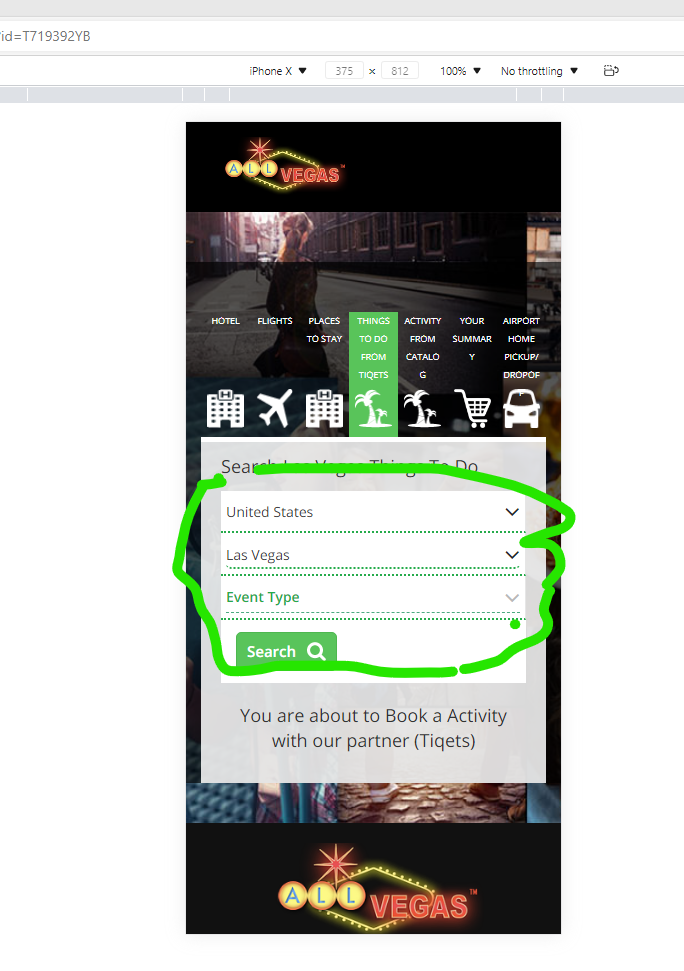 ?id=T719392YB
iPhone X 375 x 812 100% No throttling
ALL VEGAS™
HOTEL
FLIGHTS
PLACES
TO STAY
THINGS
TO DO
FROM
TIQETS
ACTIVITY
FROM
CATALO
G
YOUR
SUMMAR
Y
AIRPORT
HOME
PICKUP/
DROPOF
Search Las Vegas Things To Do
United States
Las Vegas
Event Type
Search
You are about to Book a Activity
with our partner (Tiqets)
ALL VEGAS™